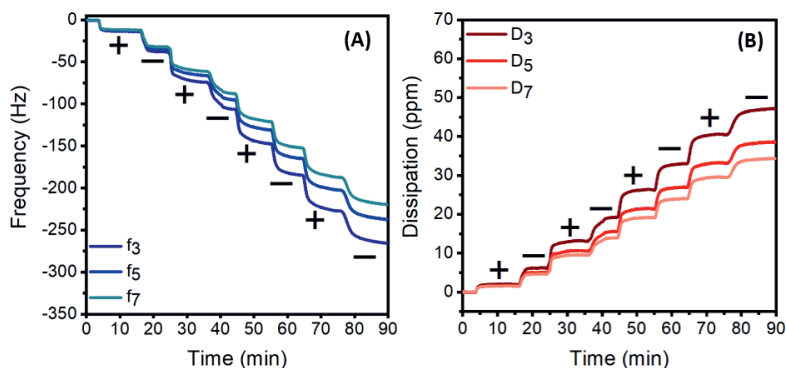 (A)
Frequency (Hz)
0
-50
-100
-150
-200
-250
-300
-350
+
−
+
−
+
−
+
−
f3
f5
f7
0 10 20 30 40 50 60 70 80 90
Time (min)
(B)
D3
D5
D7
Dissipation (ppm)
60
50
40
30
20
10
0
+
−
+
−
+
−
+
−
0 10 20 30 40 50 60 70 80 90
Time (min)